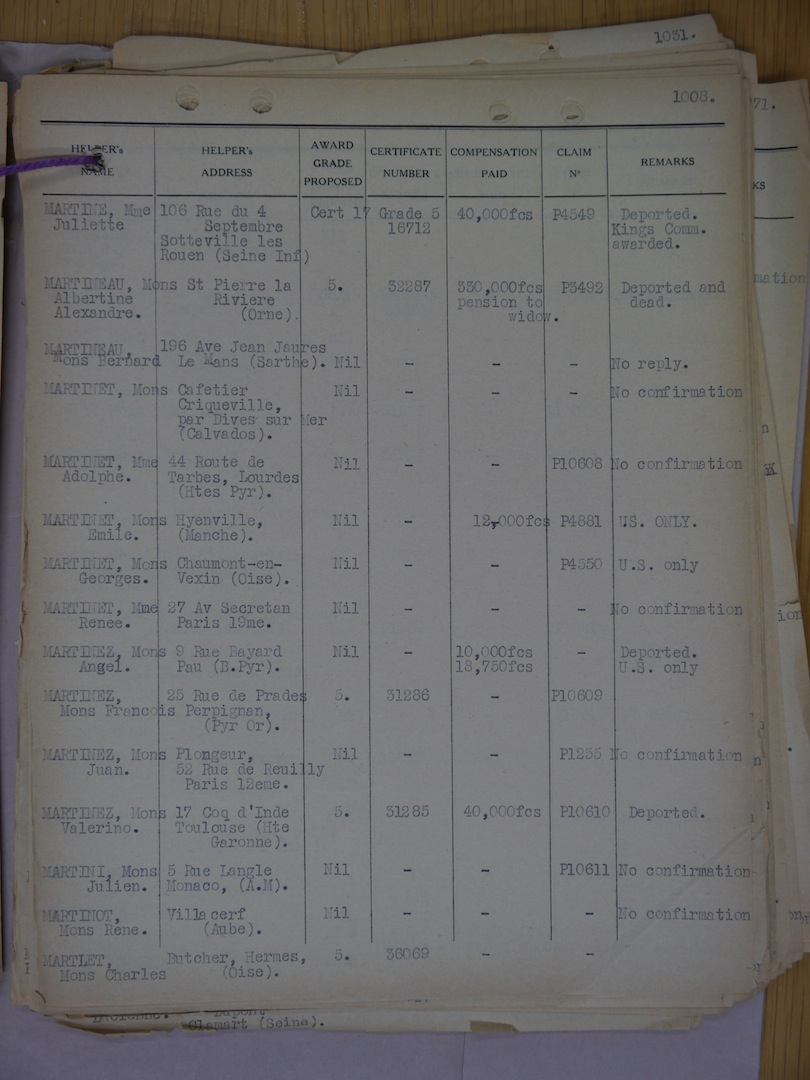 1031.
1008.
71.
HELPER's NAME
HELPER's ADDRESS
AWARD GRADE PROPOSED
CERTIFICATE NUMBER
COMPENSATION PAID
CLAIM N°
REMARKS
KS
MARTINE, Mme 106 Rue du 4 Cert 17 Grade 5 40,000fcs P4549 Deported.
Juliette Septembre 16712 Kings Comm.
Sotteville les awarded.
Rouen (Seine Inf)
MARTINEAU, Mons St Pierre la 5. 32287 330,000fcs P3492 Deported and
Albertine Riviere pension to dead.
Alexandre. (Orne). widow.
MARTINEAU, 196 Ave Jean Jaures
Mons Bernard Le Mans (Sarthe). Nil - - - No reply.
MARTINET, Mons Cafetier Nil - - - No confirmation
Criqueville,
par Dives sur Mer
(Calvados).
MARTINET, Mme 44 Route de Nil - - P10608 No confirmation
Adolphe. Tarbes, Lourdes
(Htes Pyr).
MARTINET, Mons Hyenville, Nil - 12,000fcs P4881 US. ONLY.
Emile. (Manche).
MARTINET, Mons Chaumont-en- Nil - - P4550 U.S. only
Georges. Vexin (Oise).
MARTINET, Mme 27 Av Secretan Nil - - - No confirmation
Renee. Paris 19me.
MARTINEZ, Mons 9 Rue Bayard Nil - 10,000fcs - Deported.
Angel. Pau (B.Pyr). 18,750fcs U.S. only
MARTINEZ, 25 Rue de Prades 5. 31286 - P10609
Mons Francois Perpignan,
(Pyr Or).
MARTINEZ, Mons Plongeur, Nil - - P1255 No confirmation
Juan. 52 Rue de Reuilly
Paris 12eme.
MARTINEZ, Mons 17 Coq d'Inde 5. 31285 40,000fcs P10610 Deported.
Valerino. Toulouse (Hte
Garonne).
MARTINI, Mons 5 Rue Langle Nil - - P10611 No confirmation
Julien. Monaco, (A.M).
MARTINOT, Villa cerf Nil - - - No confirmation
Mons Rene. (Aube).
MARTLET, Butcher, Hermes, 5. 36069 - -
Mons Charles (Oise).
Clamart (Seine).